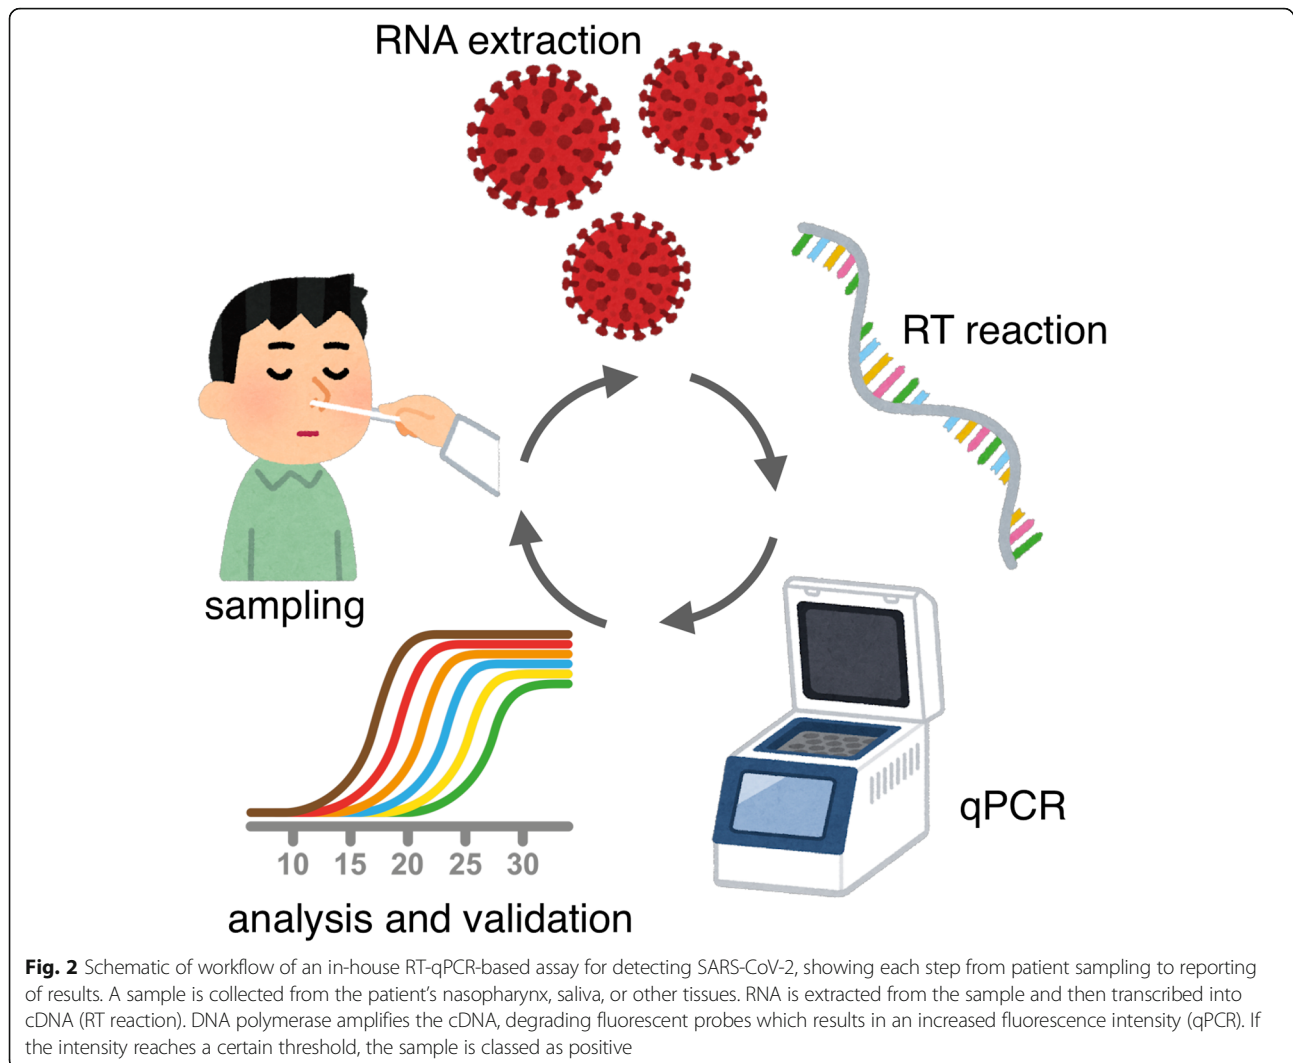 RNA extraction
RT reaction
sampling
qPCR
10 15 20 25 30
analysis and validation
Fig. 2 Schematic of workflow of an in-house RT-qPCR-based assay for detecting SARS-CoV-2, showing each step from patient sampling to reporting
of results. A sample is collected from the patient's nasopharynx, saliva, or other tissues. RNA is extracted from the sample and then transcribed into
cDNA (RT reaction). DNA polymerase amplifies the cDNA, degrading fluorescent probes which results in an increased fluorescence intensity (qPCR). If
the intensity reaches a certain threshold, the sample is classed as positive